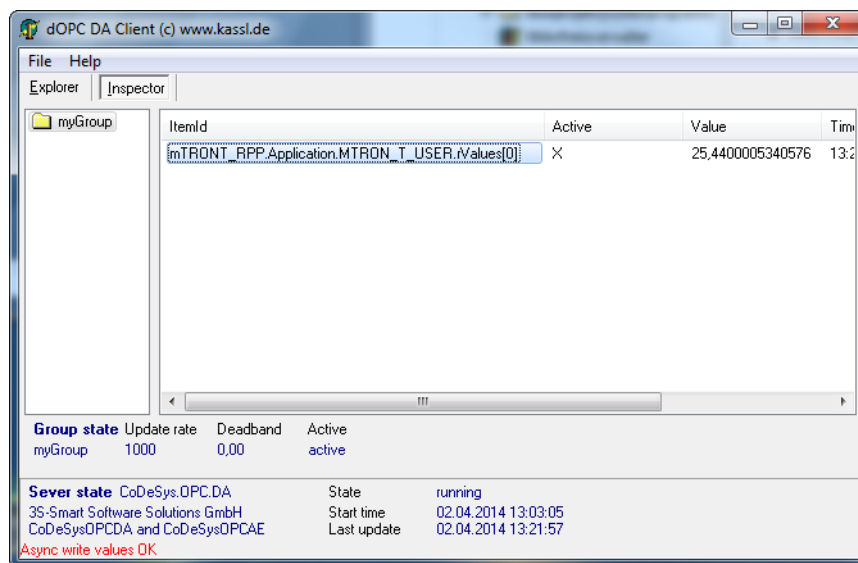 dOPC DA Client (c) www.kassl.de
File Help
Explorer Inspector
myGroup
ItemId Active Value Time
mTRONT_RPP.Application.MTRON_T_USER.rValues[0] X 25,4400005340576 13:2
Group state Update rate Deadband Active
myGroup 1000 0,00 active
Sever state CoDeSys.OPC.DA State running
3S-Smart Software Solutions GmbH Start time 02.04.2014 13:03:05
CoDeSysOPCDA and CoDeSysOPCAE Last update 02.04.2014 13:21:57
Async write values OK